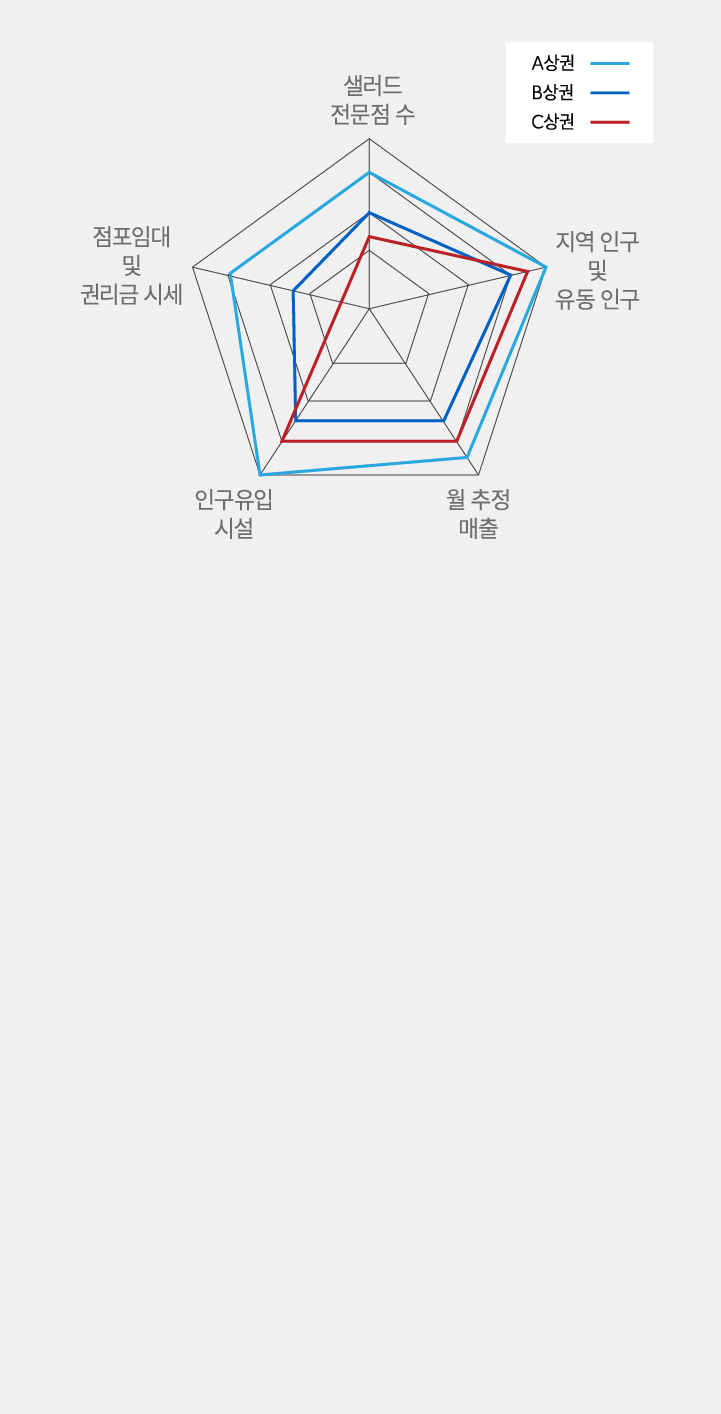 A상권
B상권
C상권
샐러드
전문점 수
점포임대
및
권리금 시세
지역 인구
및
유동 인구
인구유입
시설
월 추정
매출